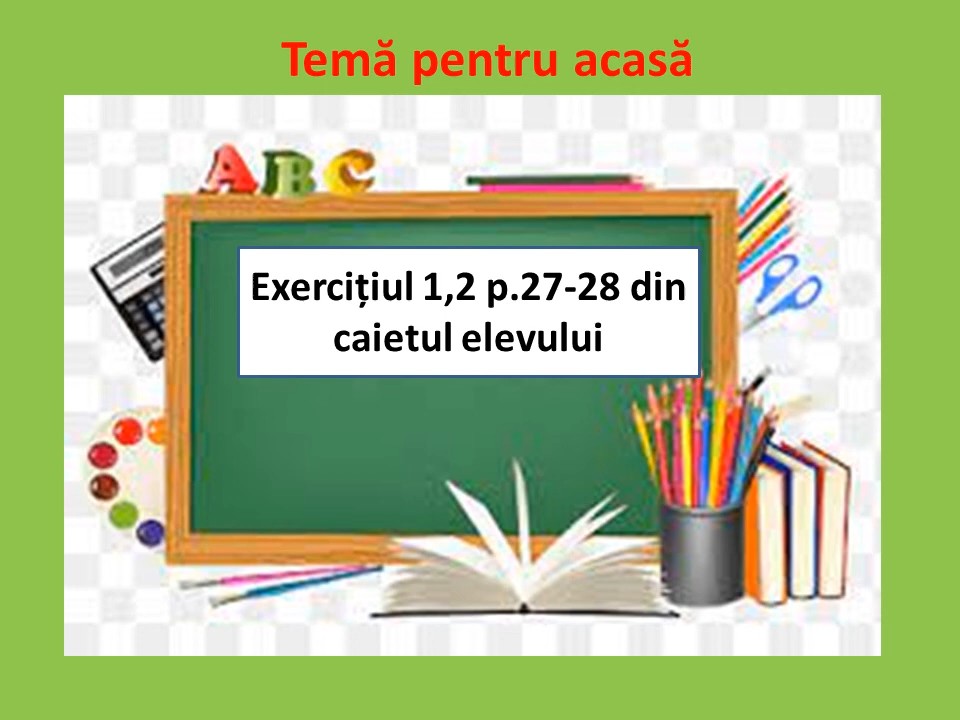 Temă pentru acasă
ABC
Exercițiul 1,2 p.27-28 din
caietul elevului